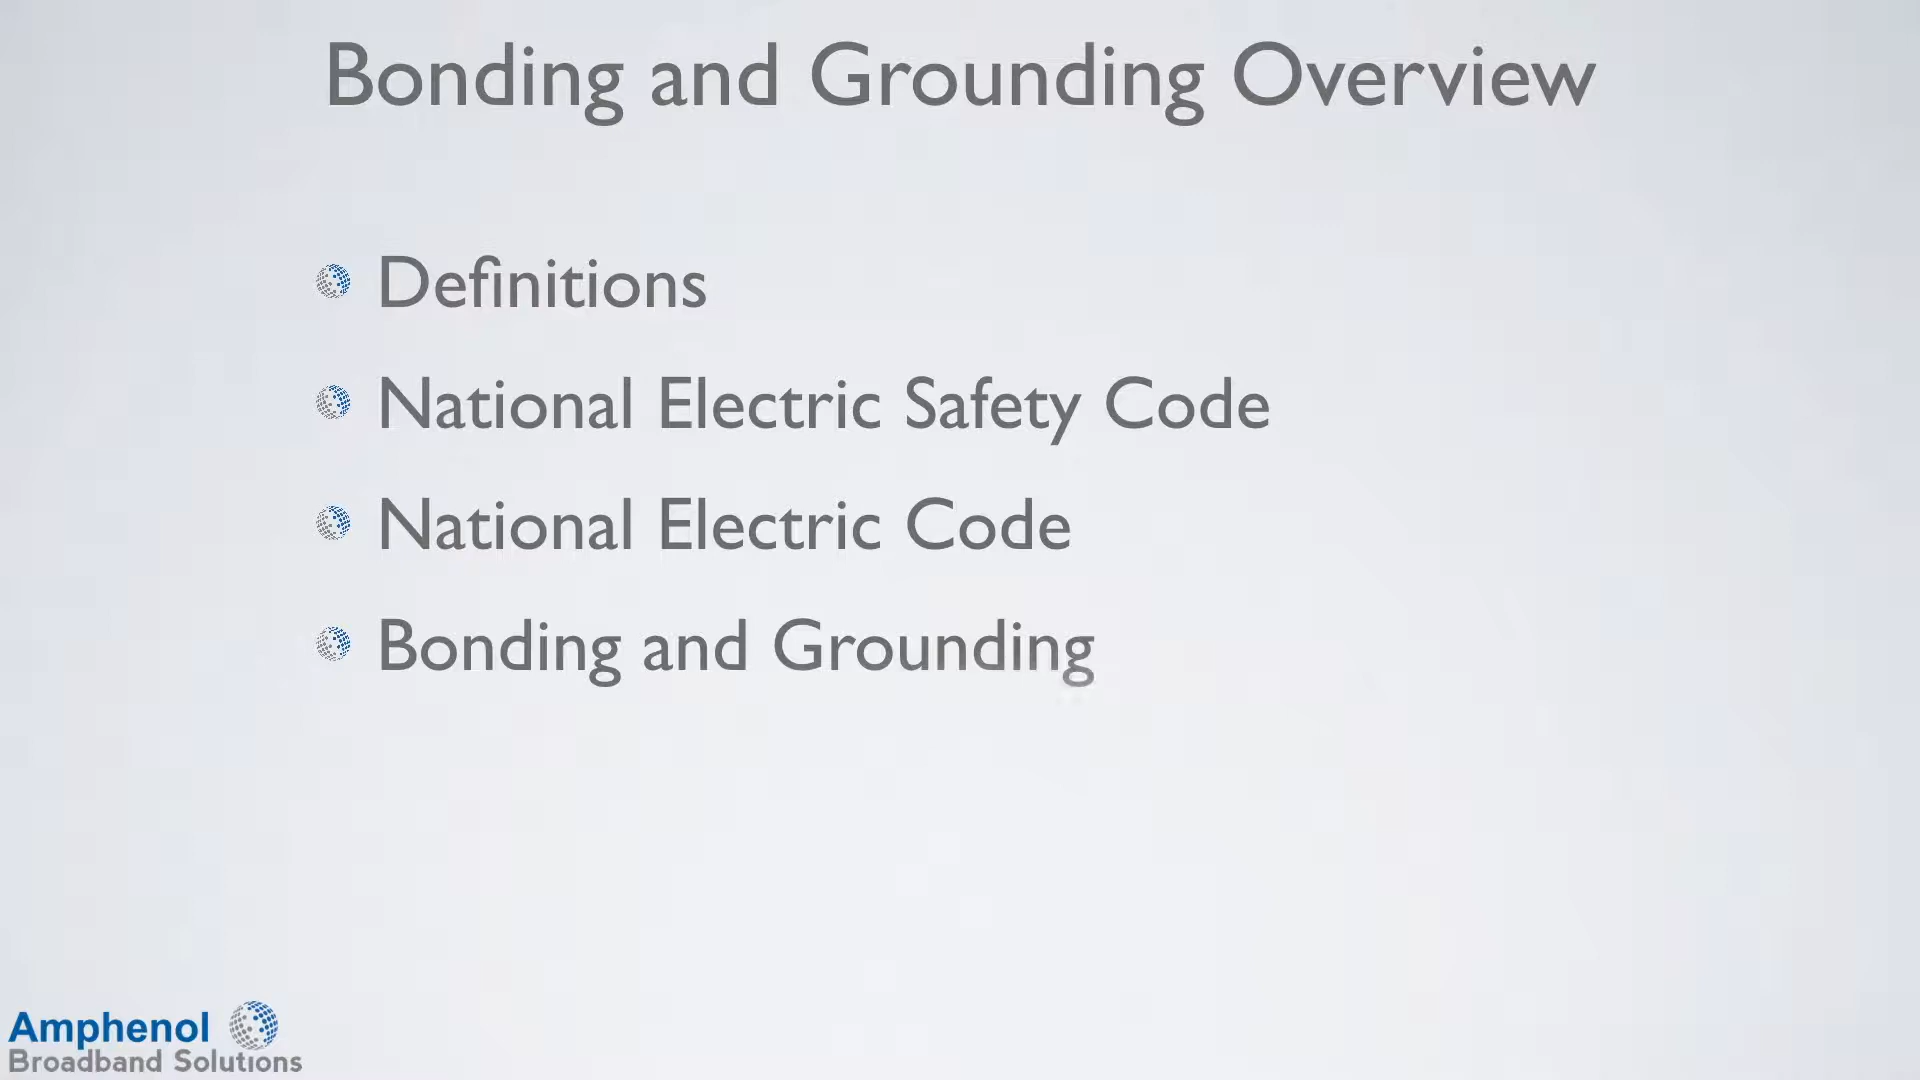 Bonding and Grounding Overview
Definitions
National Electric Safety Code
National Electric Code
Bonding and Grounding
Amphenol
Broadband Solutions